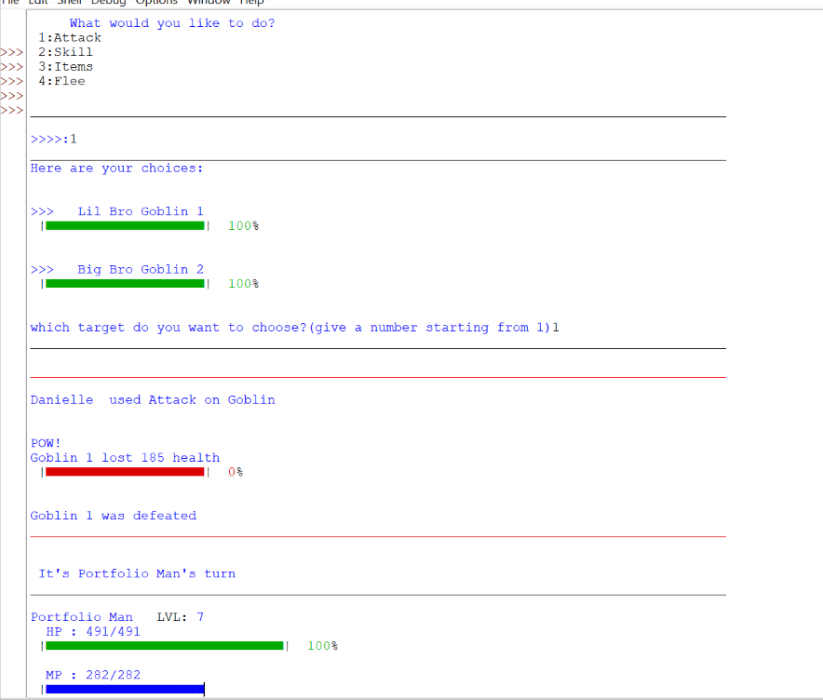 File Edit Shell Debug Options Window Help
What would you like to do?
1:Attack
>>> 2:Skill
>>> 3:Items
>>> 4:Flee
>>>
>>>
>>>>:1
Here are your choices:
>>> Lil Bro Goblin 1
| | 100%
>>> Big Bro Goblin 2
| | 100%
which target do you want to choose?(give a number starting from 1)1
Danielle  used Attack on Goblin
POW!
Goblin 1 lost 185 health
| | 0%
Goblin 1 was defeated
It's Portfolio Man's turn
Portfolio Man   LVL: 7
HP : 491/491
| | 100%
MP : 282/282
|